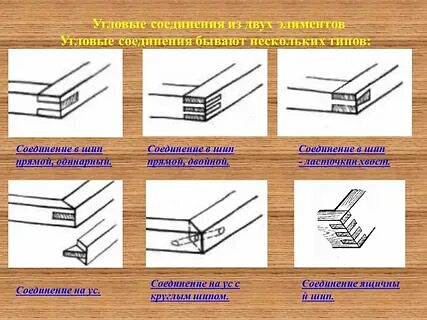 Угловые соединения из двух элиментов
Угловые соединения бывают нескольких типов:
Соединение в шип
прямой, одинарный.
Соединение в шип
прямой, двойной.
Соединение в шип
- ласточкин хвост.
Соединение на ус.
Соединение на ус с
круглым шипом.
Соединение ящичны
й шип.